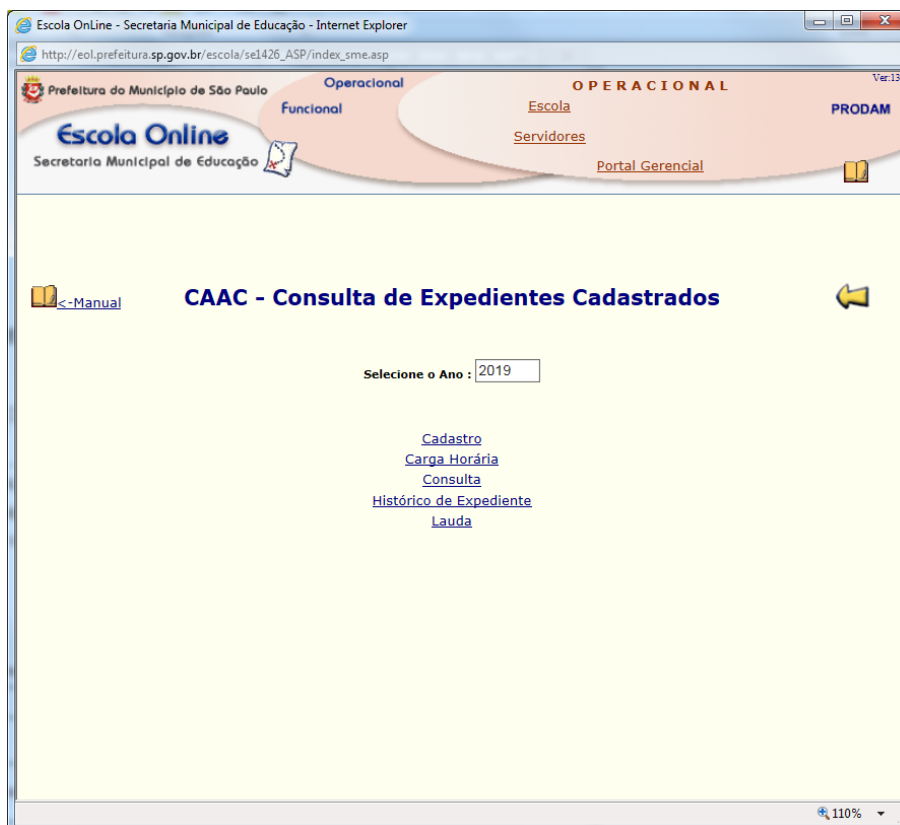 Escola OnLine - Secretaria Municipal de Educação - Internet Explorer
http://eol.prefeitura.sp.gov.br/escola/se1426_ASP/index_sme.asp
Prefeitura do Município de São Paulo
Operacional
OPERACIONAL
Ver:13
Funcional
Escola
PRODAM
Escola Online
Servidores
Secretaria Municipal de Educação
Portal Gerencial
<-Manual
CAAC - Consulta de Expedientes Cadastrados
Selecione o Ano : 2019
Cadastro
Carga Horária
Consulta
Histórico de Expediente
Lauda
110%